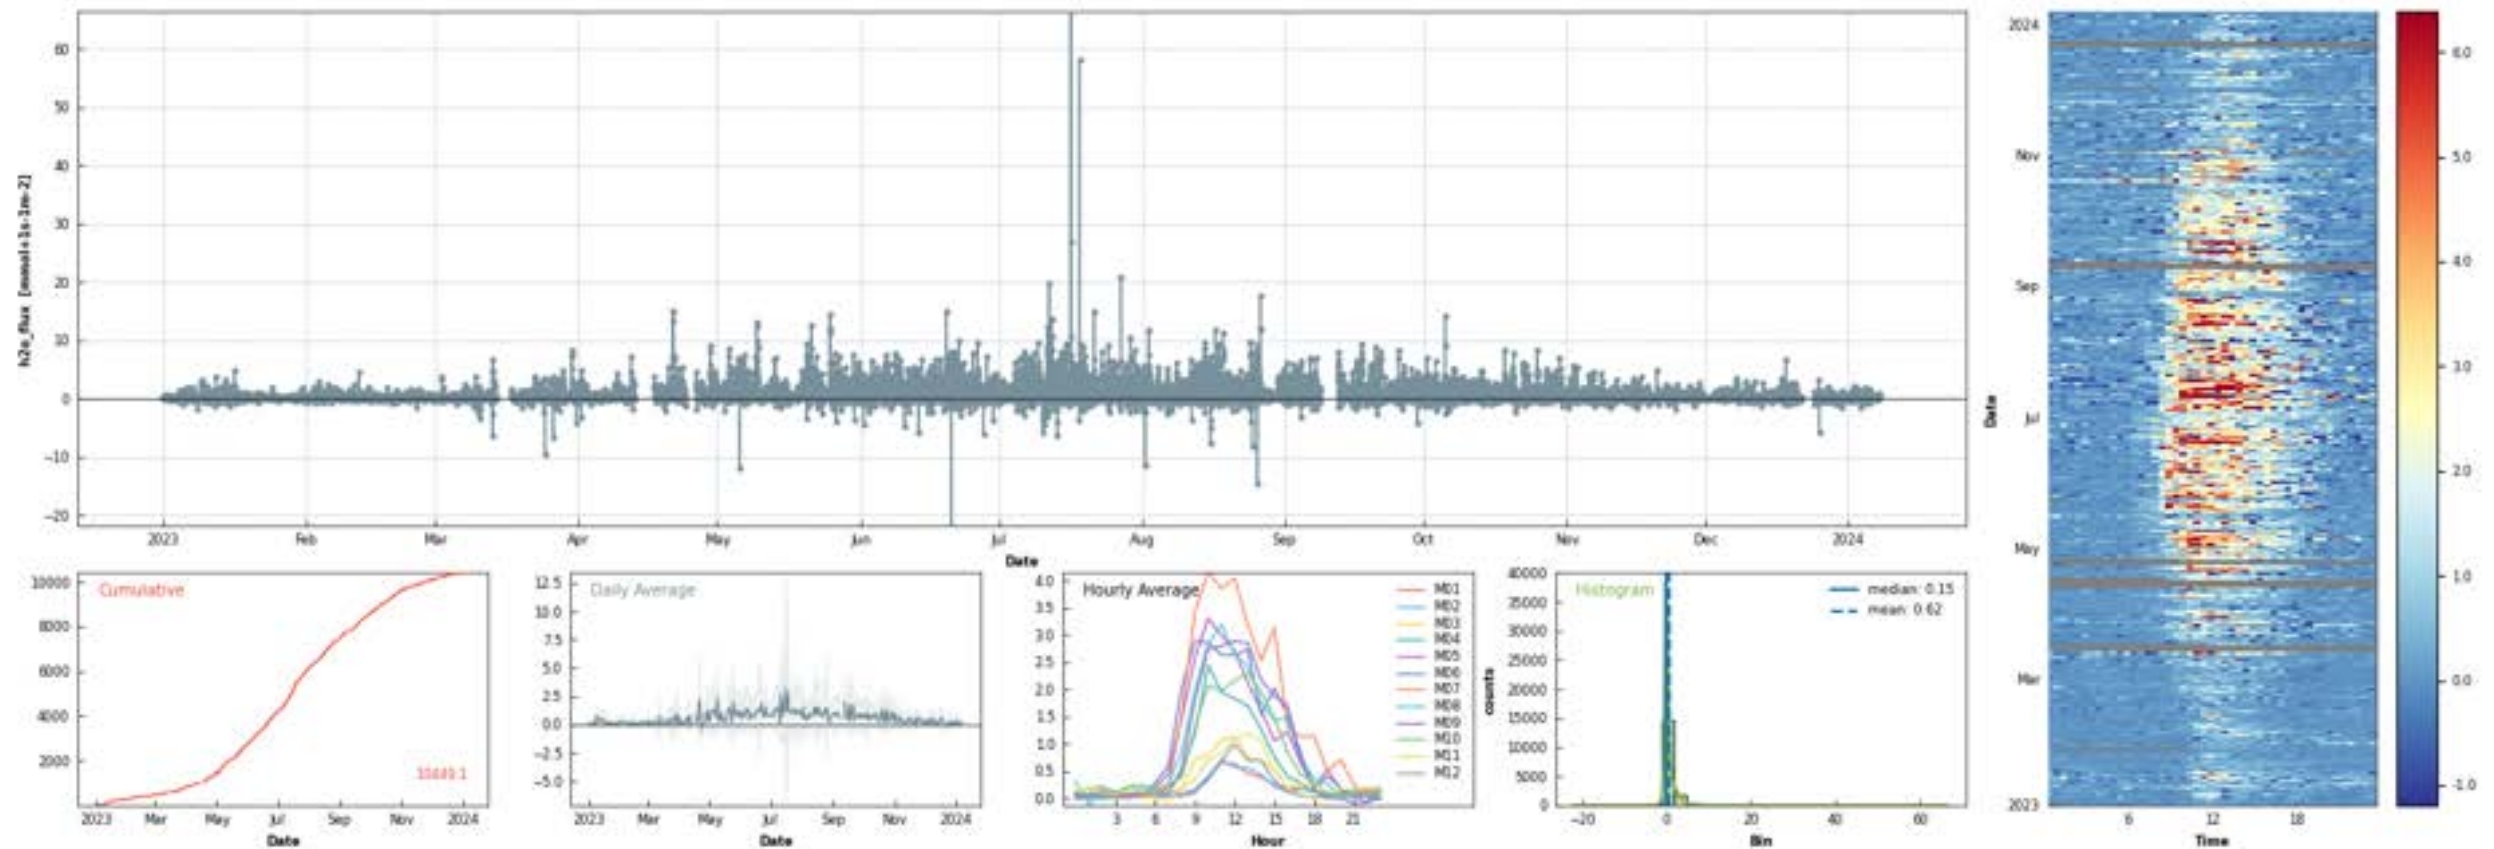 h2o_flux [mmol+1s-1m-2]
60
50
40
30
20
10
0
−10
−20
2023
Feb
Mar
Apr
May
Jun
Jul
Aug
Sep
Oct
Nov
Dec
2024
Date
Cumulative
10000
8000
6000
4000
2000
2023
Mar
May
Jul
Sep
Nov
2024
Date
Daily Average
12.5
10.0
7.5
5.0
2.5
0.0
−2.5
−5.0
2023
Mar
May
Jul
Sep
Nov
2024
Date
Hourly Average
4.0
3.5
3.0
2.5
2.0
1.5
1.0
0.5
0.0
3
6
9
12
15
18
21
Hour
M01
M02
M03
M04
M05
M06
M07
M08
M09
M10
M11
M12
Histogram
counts
40000
35000
30000
25000
20000
15000
10000
5000
0
−20
0
20
40
60
Bin
median: 0.15
mean: 0.62
Date
2024
Nov
Sep
Jul
May
Mar
2023
6
12
18
Time
6.0
5.0
4.0
3.0
2.0
1.0
0.0
-1.0